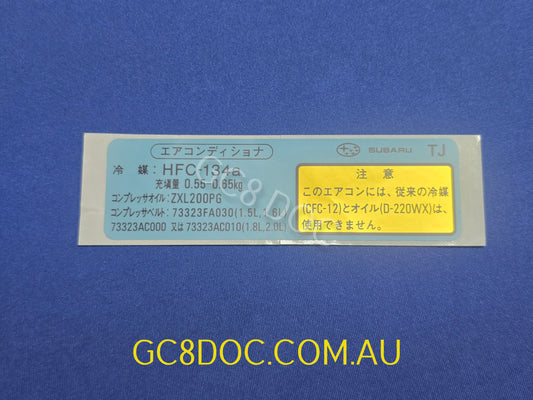 エアコンディショナ
SUBARU TJ
冷 媒: HFC-134a
充填量 0.55-0.65kg
コンプレッサオイル: ZXL200PG
コンプレッサベルト: 73323FA030(1.5L,1.6L)
73323AC000 又は 73323AC010(1.8L,2.0L)
注 意
このエアコンには、従来の冷媒
(CFC-12)とオイル(D-220WX)は、
使用できません。
GC8 DOC
GC8DOC.COM.AU